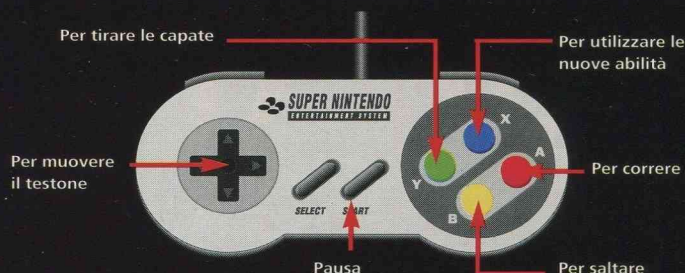 Per tirare le capate
Per utilizzare le
nuove abilità
SUPER NINTENDO
ENTERTAINMENT SYSTEM
X
A
Per muovere
il testone
Per correre
Y
B
SELECT START
Pausa
Per saltare